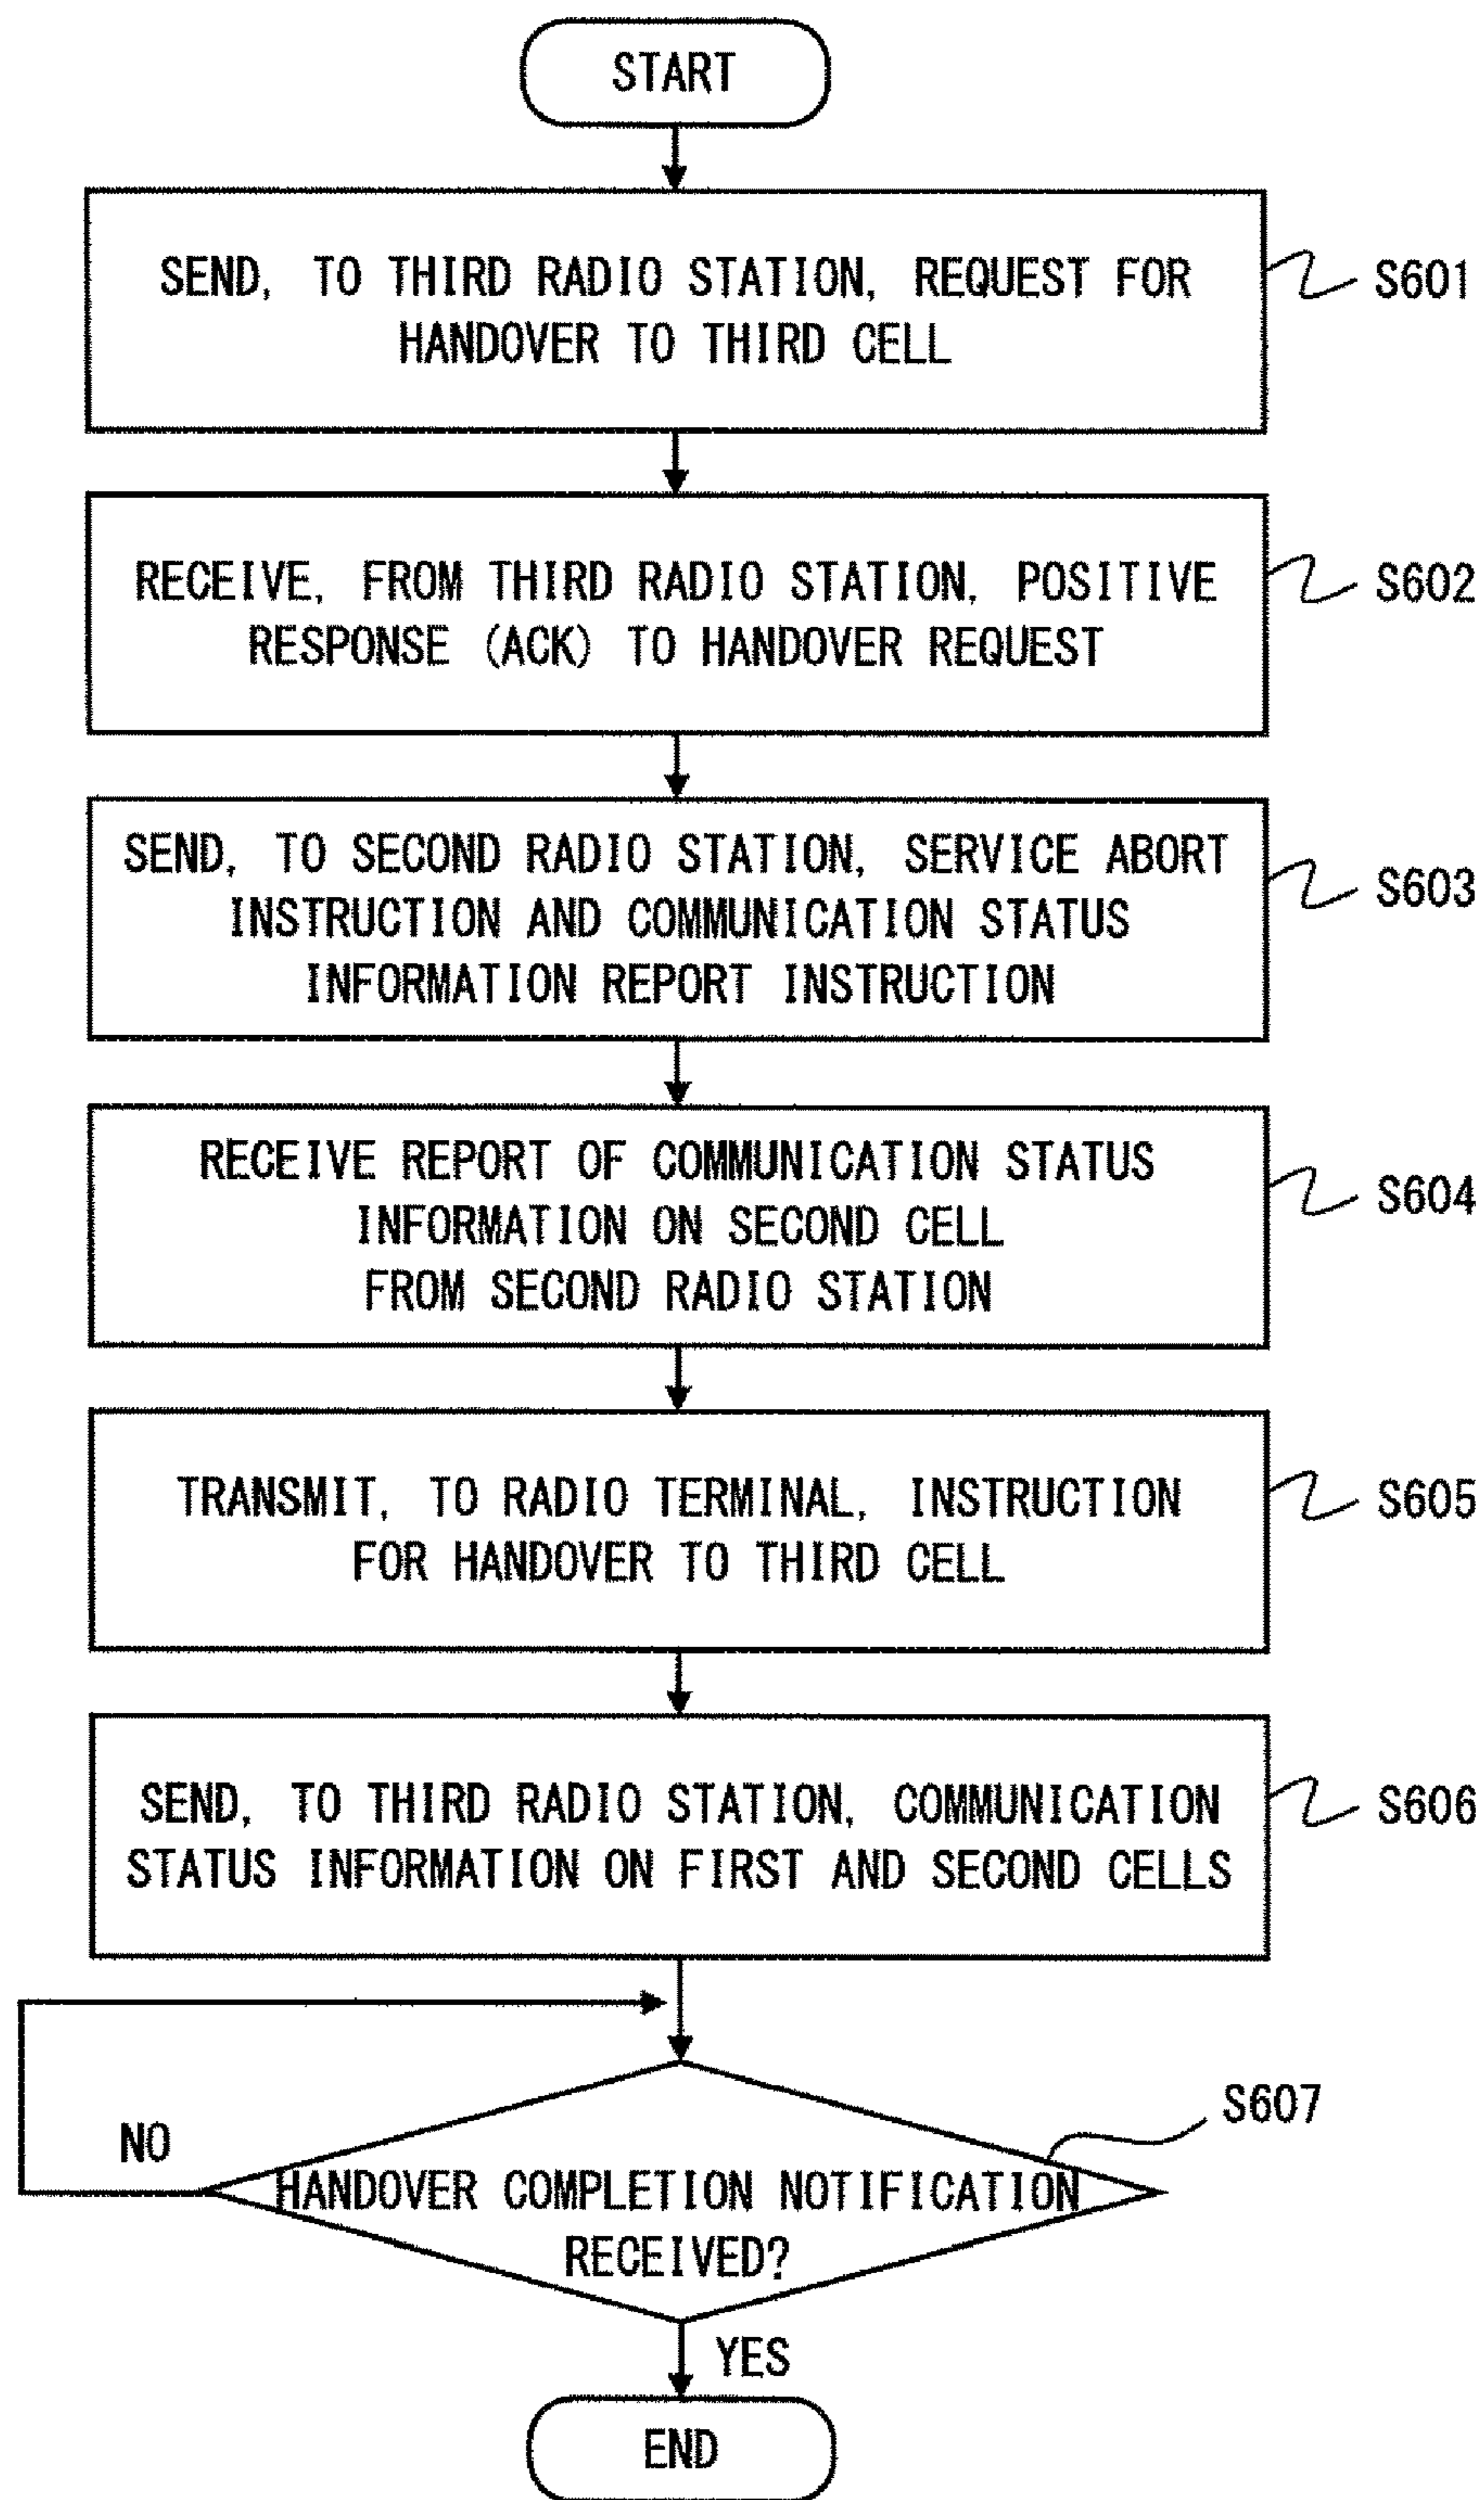 START
SEND, TO THIRD RADIO STATION, REQUEST FOR
HANDOVER TO THIRD CELL
S601
RECEIVE, FROM THIRD RADIO STATION, POSITIVE
RESPONSE (ACK) TO HANDOVER REQUEST
S602
SEND, TO SECOND RADIO STATION, SERVICE ABORT
INSTRUCTION AND COMMUNICATION STATUS
INFORMATION REPORT INSTRUCTION
S603
RECEIVE REPORT OF COMMUNICATION STATUS
INFORMATION ON SECOND CELL
FROM SECOND RADIO STATION
S604
TRANSMIT, TO RADIO TERMINAL, INSTRUCTION
FOR HANDOVER TO THIRD CELL
S605
SEND, TO THIRD RADIO STATION, COMMUNICATION
STATUS INFORMATION ON FIRST AND SECOND CELLS
S606
S607
NO
HANDOVER COMPLETION NOTIFICATION
RECEIVED?
YES
END